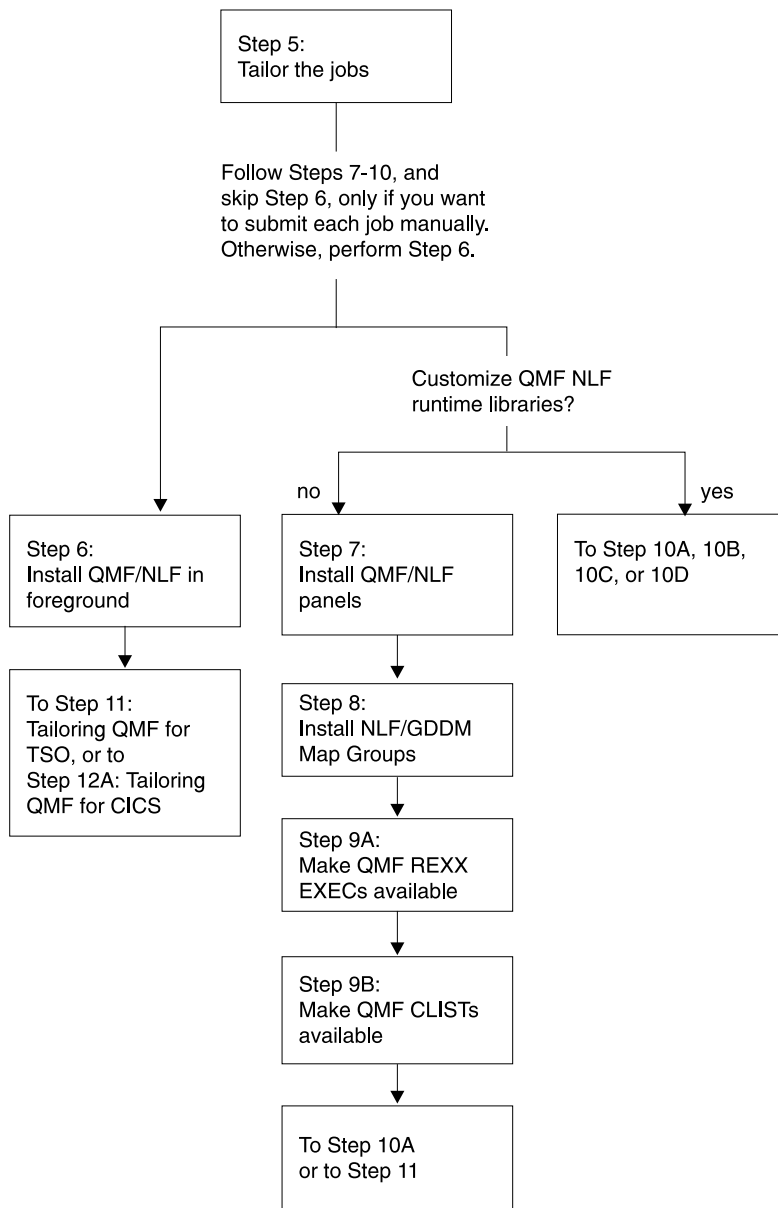 Step 5:
Tailor the jobs
Follow Steps 7-10, and
skip Step 6, only if you want
to submit each job manually.
Otherwise, perform Step 6.
Customize QMF NLF
runtime libraries?
no
yes
Step 6:
Install QMF/NLF in
foreground
Step 7:
Install QMF/NLF
panels
To Step 10A, 10B,
10C, or 10D
To Step 11:
Tailoring QMF for
TSO, or to
Step 12A: Tailoring
QMF for CICS
Step 8:
Install NLF/GDDM
Map Groups
Step 9A:
Make QMF REXX
EXECs available
Step 9B:
Make QMF CLISTs
available
To Step 10A
or to Step 11